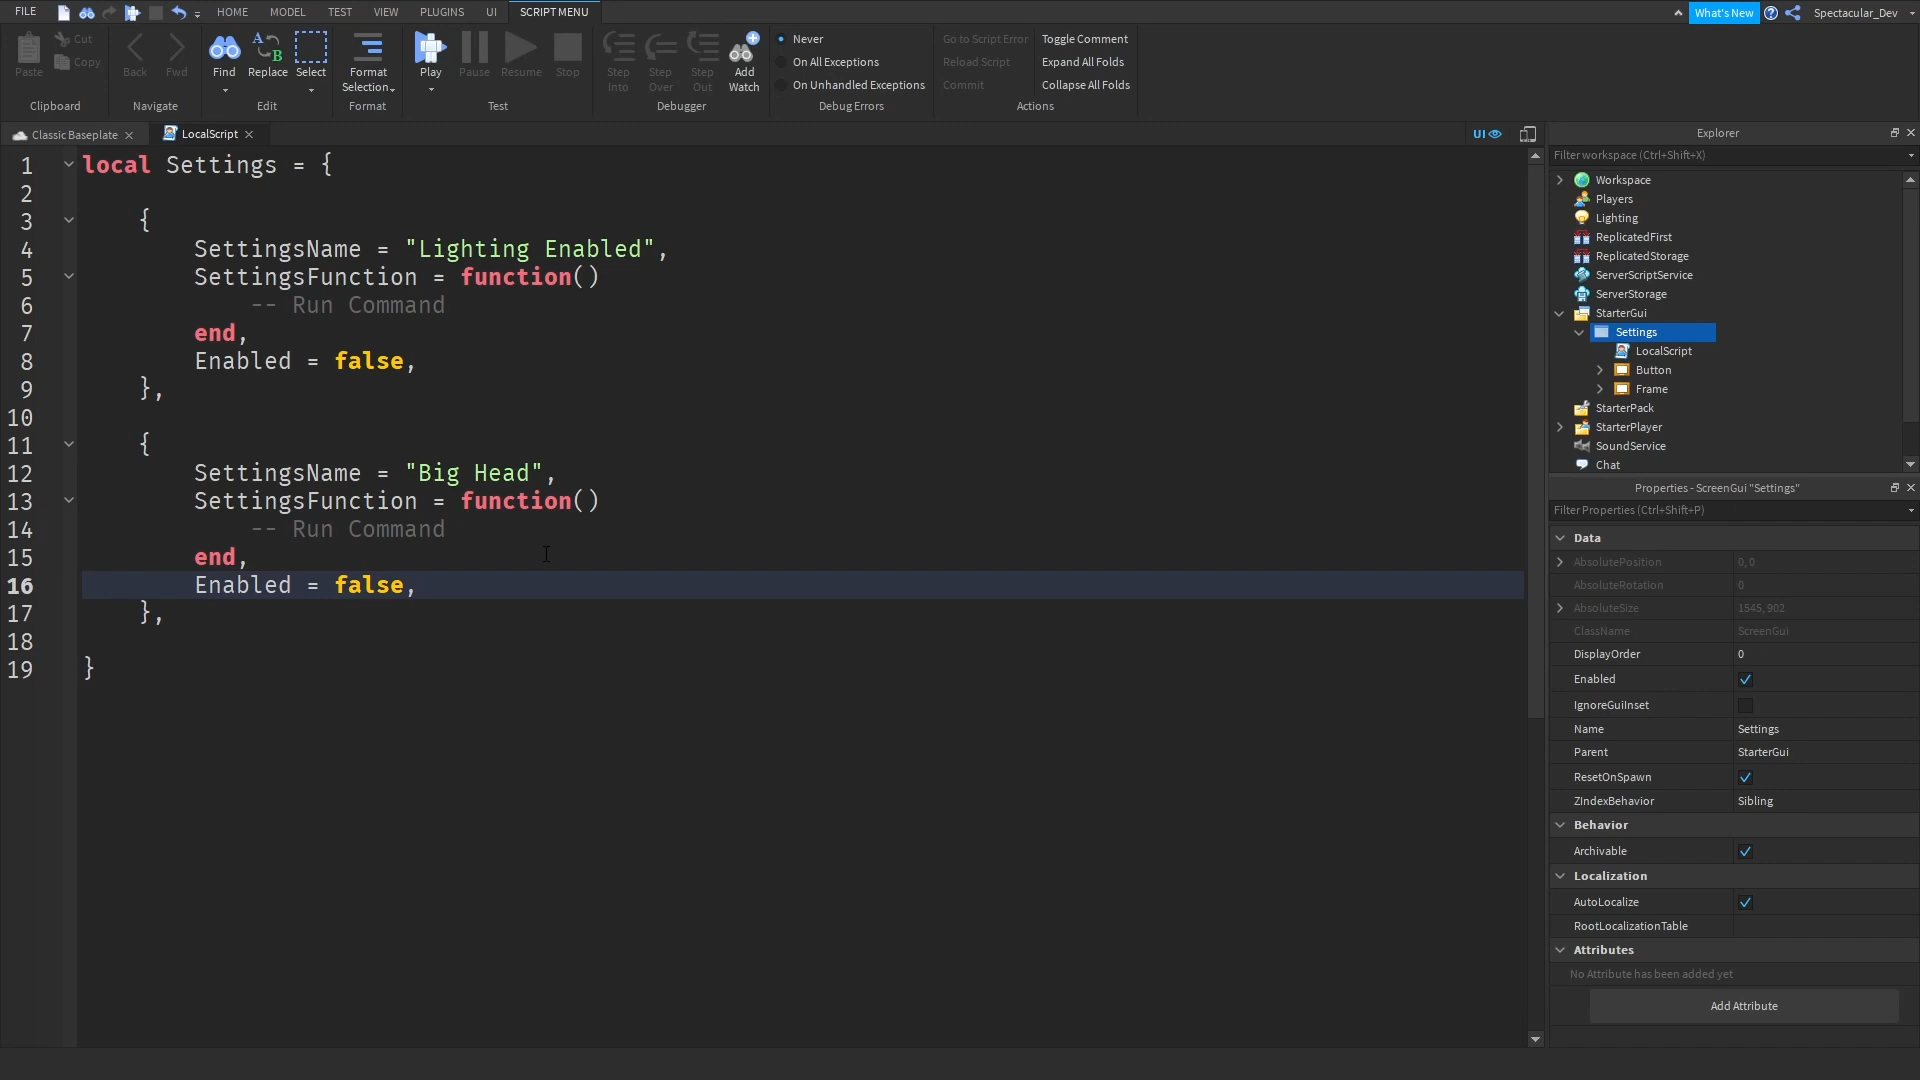 FILE HOME MODEL TEST VIEW PLUGINS UI SCRIPT MENU What's New Spectacular_Dev
Paste Cut Copy
Clipboard
Back Fwd
Navigate
Find Replace Select
Edit
Format Selection
Format
Play Pause Resume Stop
Test
Step Into Step Over Step Out Add Watch
Debugger
Never
On All Exceptions
On Unhandled Exceptions
Debug Errors
Go to Script Error Toggle Comment
Reload Script Expand All Folds
Commit Collapse All Folds
Actions
Classic Baseplate LocalScript UI
1 local Settings = {
2
3 {
4 SettingsName = "Lighting Enabled",
5 SettingsFunction = function()
6 -- Run Command
7 end,
8 Enabled = false,
9 },
10
11 {
12 SettingsName = "Big Head",
13 SettingsFunction = function()
14 -- Run Command
15 end,
16 Enabled = false,
17 },
18
19 }
Explorer
Filter workspace (Ctrl+Shift+X)
Workspace
Players
Lighting
ReplicatedFirst
ReplicatedStorage
ServerScriptService
ServerStorage
StarterGui
Settings
LocalScript
Button
Frame
StarterPack
StarterPlayer
SoundService
Chat
Properties - ScreenGui "Settings"
Filter Properties (Ctrl+Shift+P)
Data
AbsolutePosition 0, 0
AbsoluteRotation 0
AbsoluteSize 1545, 902
ClassName ScreenGui
DisplayOrder 0
Enabled
IgnoreGuiInset
Name Settings
Parent StarterGui
ResetOnSpawn
ZIndexBehavior Sibling
Behavior
Archivable
Localization
AutoLocalize
RootLocalizationTable
Attributes
No Attribute has been added yet
Add Attribute